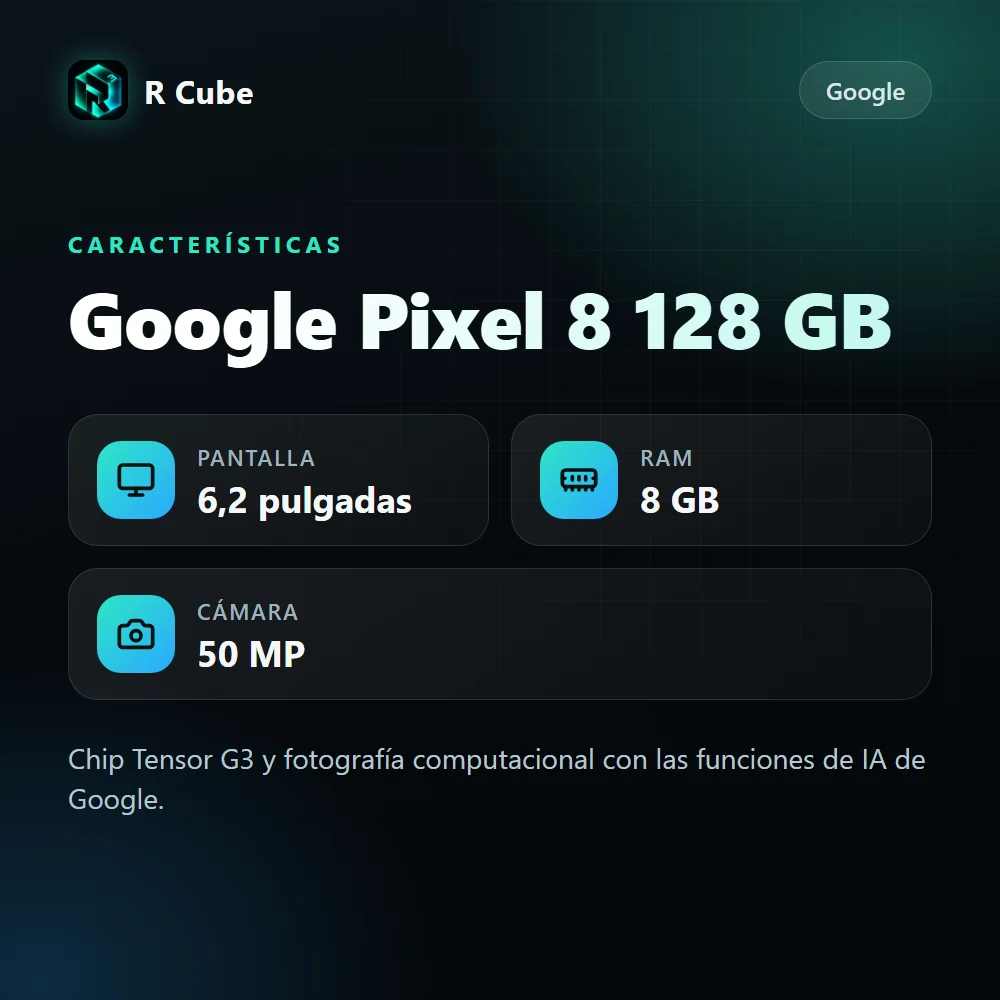 R Cube
Google
CARACTERÍSTICAS
Google Pixel 8 128 GB
PANTALLA
6,2 pulgadas
RAM
8 GB
CÁMARA
50 MP
Chip Tensor G3 y fotografía computacional con las funciones de IA de
Google.